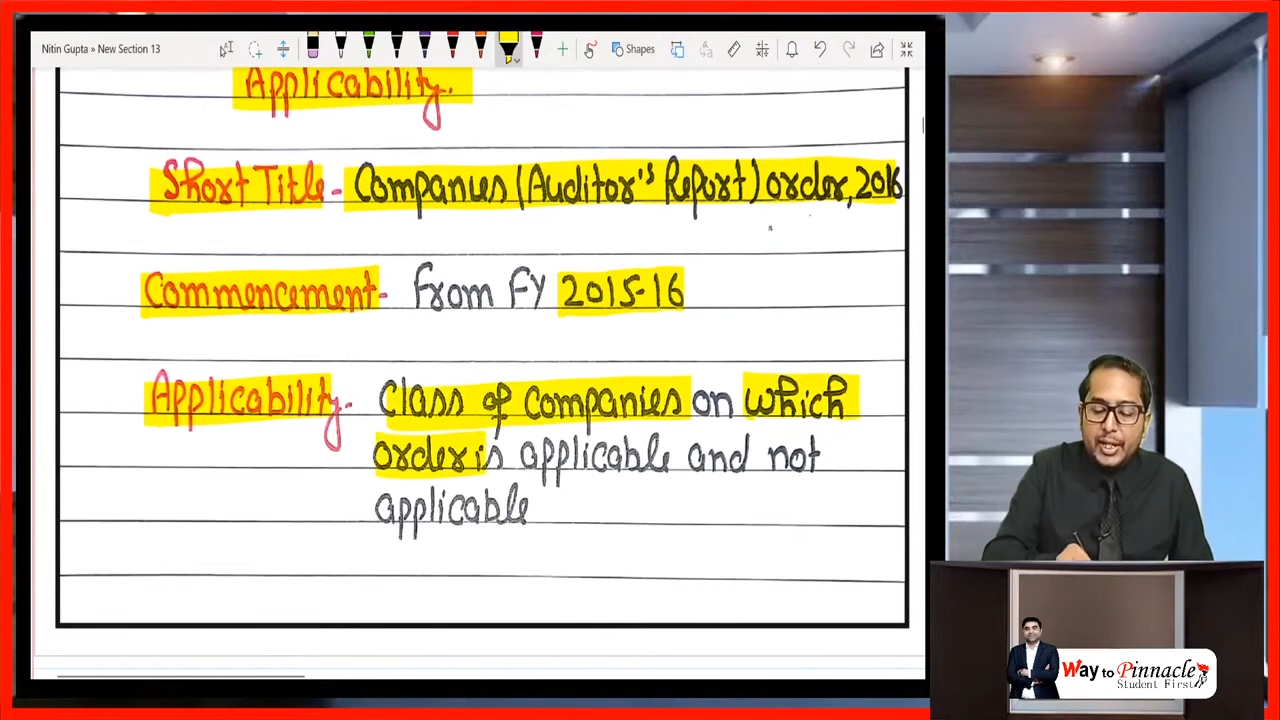 Nitin Gupta » New Section 13
Shapes
Applicability.
Short Title - Companies (Auditor's Report) order, 2016
Commencement - from FY 2015-16
Applicability - Class of companies on which
order is applicable and not
applicable
Way to Pinnacle
Student First